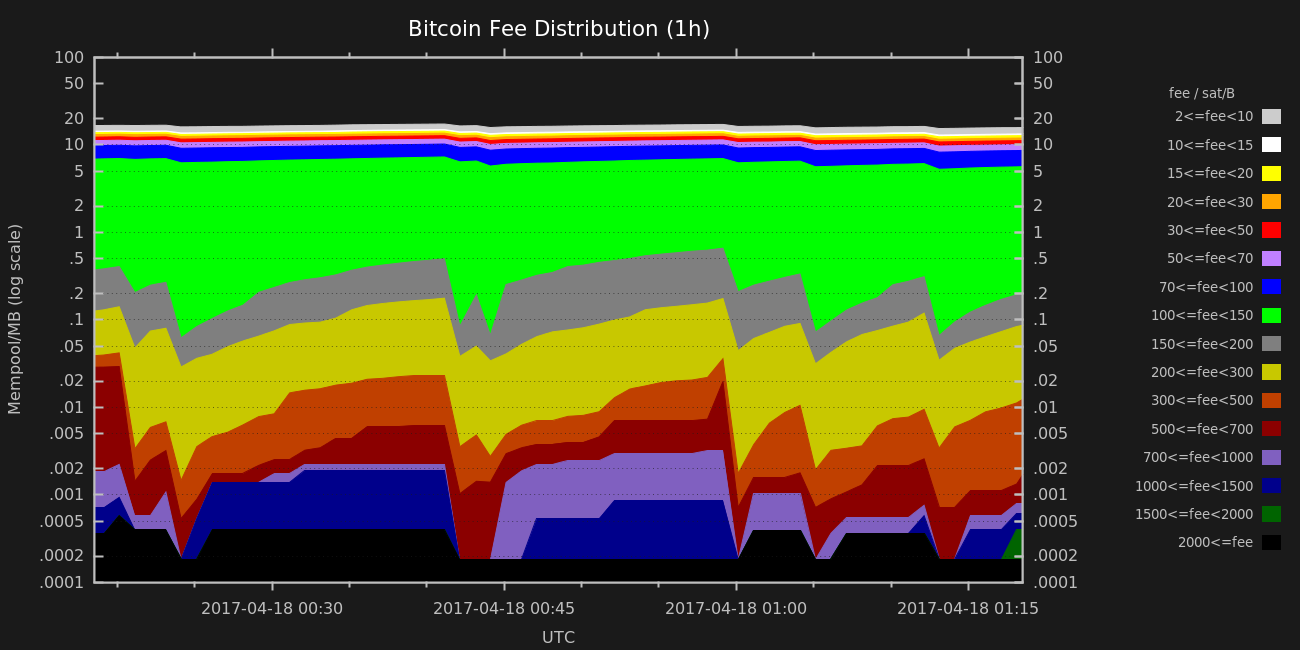 Bitcoin Fee Distribution (1h)
100 100
50 50
20 20
10 10
5 5
2 2
1 1
.5 .5
.2 .2
.1 .1
.05 .05
.02 .02
.01 .01
.005 .005
.002 .002
.001 .001
.0005 .0005
.0002 .0002
.0001 .0001
Mempool/MB (log scale)
2017-04-18 00:30 2017-04-18 00:45 2017-04-18 01:00 2017-04-18 01:15
UTC
fee / sat/B
2<=fee<10
10<=fee<15
15<=fee<20
20<=fee<30
30<=fee<50
50<=fee<70
70<=fee<100
100<=fee<150
150<=fee<200
200<=fee<300
300<=fee<500
500<=fee<700
700<=fee<1000
1000<=fee<1500
1500<=fee<2000
2000<=fee